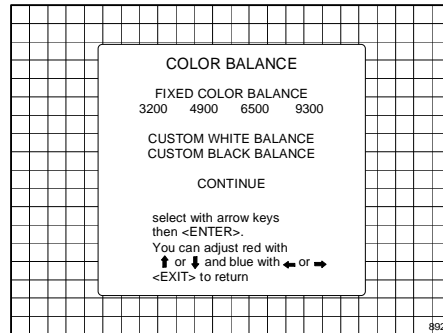 COLOR BALANCE
FIXED COLOR BALANCE
3200 4900 6500 9300
CUSTOM WHITE BALANCE
CUSTOM BLACK BALANCE
CONTINUE
select with arrow keys
then <ENTER>.
You can adjust red with
⬆ or ⬇ and blue with ⬅ or ➡
<EXIT> to return
892